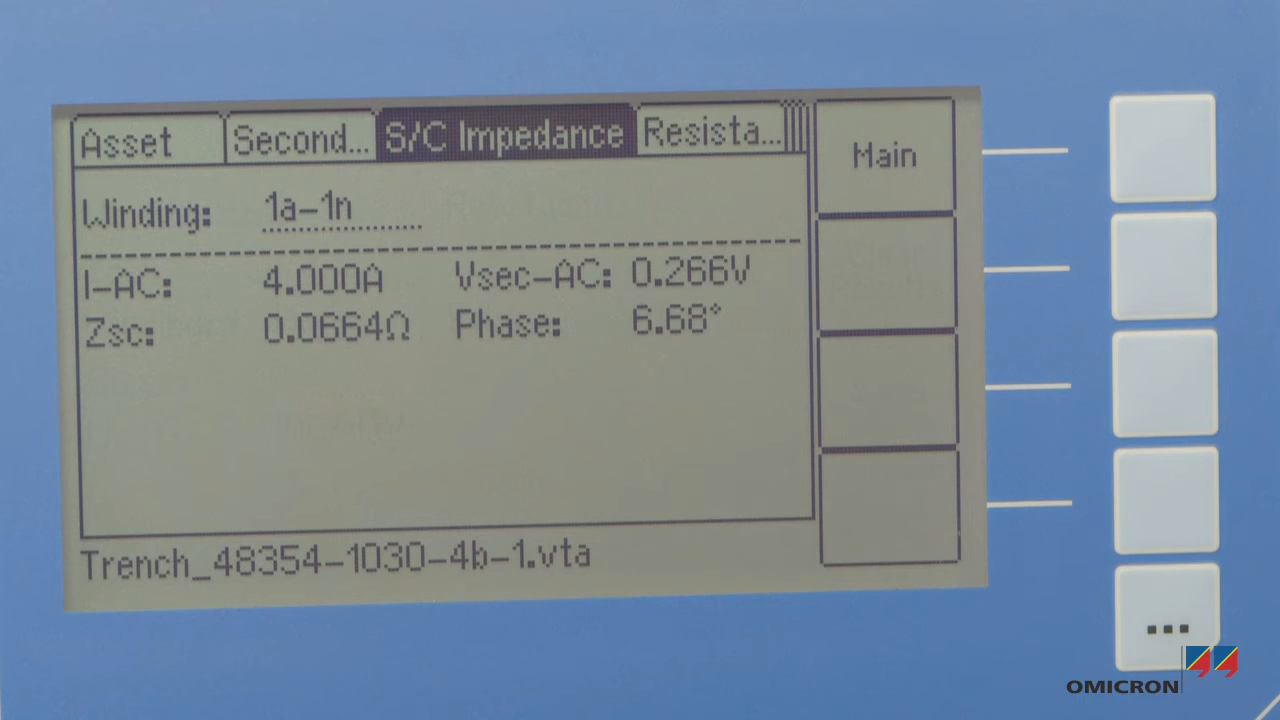 Asset Second... S/C Impedance Resista...
Main
Winding: 1a-1n
I-AC: 4.000A Vsec-AC: 0.266V
Zsc: 0.0664Ω Phase: 6.68°
Trench_48354-1030-4b-1.vta
...
OMICRON